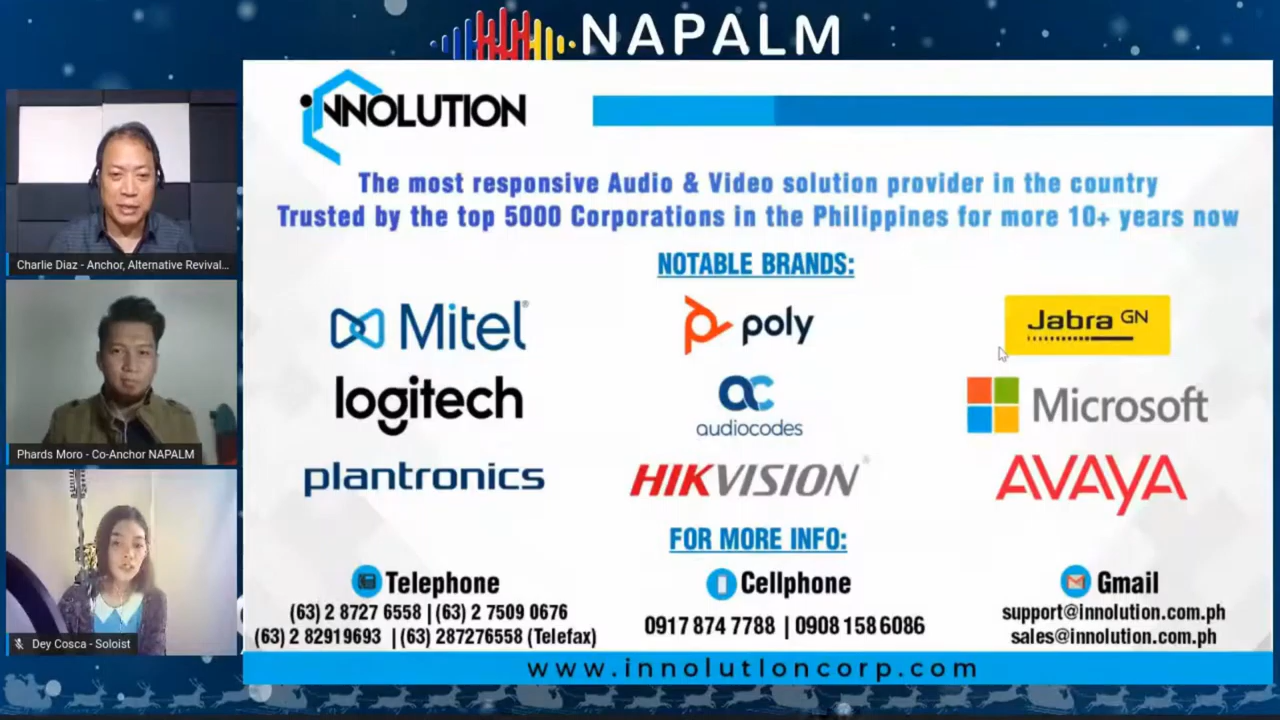 NAPALM
INNOLUTION
The most responsive Audio & Video solution provider in the country
Trusted by the top 5000 Corporations in the Philippines for more 10+ years now
NOTABLE BRANDS:
Mitel®
poly
Jabra GN
logitech
audiocodes
Microsoft
plantronics
HIKVISION®
AVAYA
FOR MORE INFO:
Telephone
(63) 2 8727 6558 | (63) 2 7509 0676
(63) 2 82919693 | (63) 287276558 (Telefax)
Cellphone
0917 874 7788 | 0908 158 6086
Gmail
support@innolution.com.ph
sales@innolution.com.ph
www.innolutioncorp.com
Charlie Diaz - Anchor, Alternative Revival...
Phards Moro - Co-Anchor NAPALM
Dey Cosca - Soloist